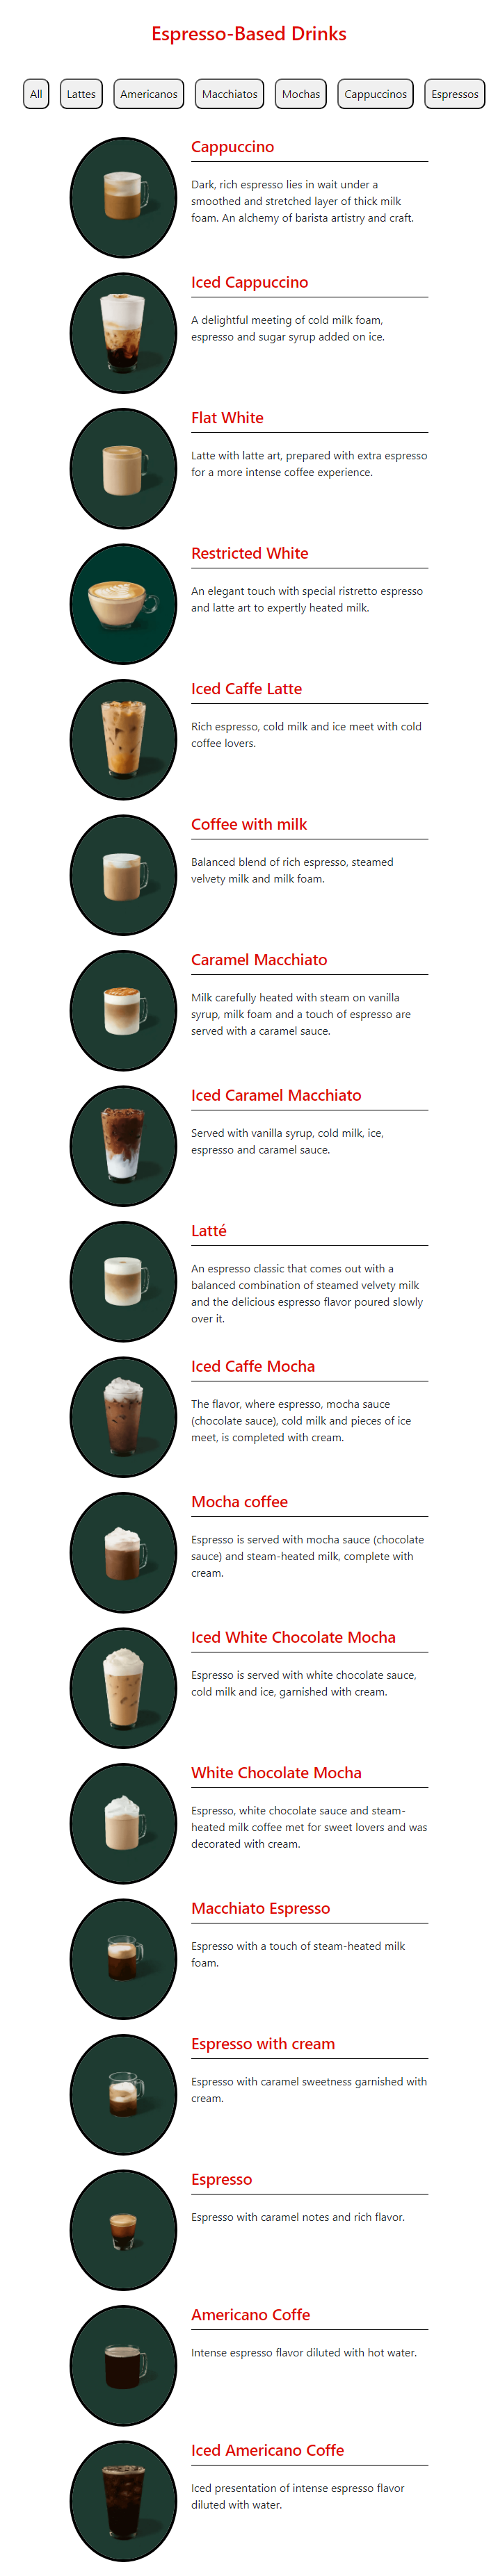 Espresso-Based Drinks
All Lattes Americanos Macchiatos Mochas Cappuccinos Espressos
Cappuccino
Dark, rich espresso lies in wait under a
smoothed and stretched layer of thick milk
foam. An alchemy of barista artistry and craft.
Iced Cappuccino
A delightful meeting of cold milk foam,
espresso and sugar syrup added on ice.
Flat White
Latte with latte art, prepared with extra espresso
for a more intense coffee experience.
Restricted White
An elegant touch with special ristretto espresso
and latte art to expertly heated milk.
Iced Caffe Latte
Rich espresso, cold milk and ice meet with cold
coffee lovers.
Coffee with milk
Balanced blend of rich espresso, steamed
velvety milk and milk foam.
Caramel Macchiato
Milk carefully heated with steam on vanilla
syrup, milk foam and a touch of espresso are
served with a caramel sauce.
Iced Caramel Macchiato
Served with vanilla syrup, cold milk, ice,
espresso and caramel sauce.
Latté
An espresso classic that comes out with a
balanced combination of steamed velvety milk
and the delicious espresso flavor poured slowly
over it.
Iced Caffe Mocha
The flavor, where espresso, mocha sauce
(chocolate sauce), cold milk and pieces of ice
meet, is completed with cream.
Mocha coffee
Espresso is served with mocha sauce (chocolate
sauce) and steam-heated milk, complete with
cream.
Iced White Chocolate Mocha
Espresso is served with white chocolate sauce,
cold milk and ice, garnished with cream.
White Chocolate Mocha
Espresso, white chocolate sauce and steam-
heated milk coffee met for sweet lovers and was
decorated with cream.
Macchiato Espresso
Espresso with a touch of steam-heated milk
foam.
Espresso with cream
Espresso with caramel sweetness garnished with
cream.
Espresso
Espresso with caramel notes and rich flavor.
Americano Coffe
Intense espresso flavor diluted with hot water.
Iced Americano Coffe
Iced presentation of intense espresso flavor
diluted with water.